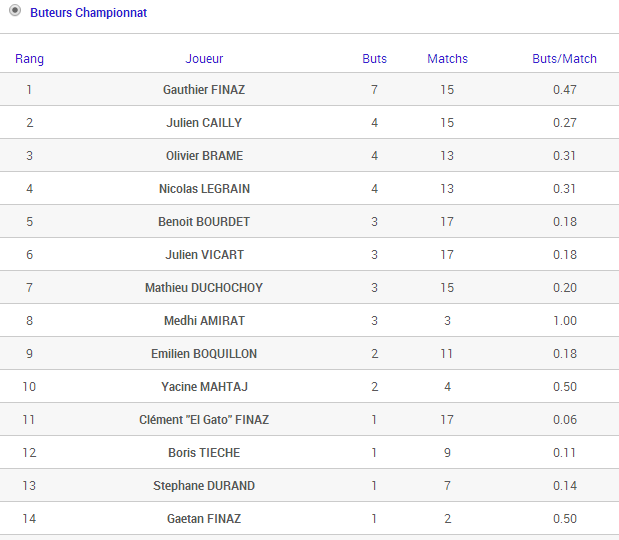 Buteurs Championnat
Rang Joueur Buts Matchs Buts/Match
1 Gauthier FINAZ 7 15 0.47
2 Julien CAILLY 4 15 0.27
3 Olivier BRAME 4 13 0.31
4 Nicolas LEGRAIN 4 13 0.31
5 Benoit BOURDET 3 17 0.18
6 Julien VICART 3 17 0.18
7 Mathieu DUCHOCHOY 3 15 0.20
8 Medhi AMIRAT 3 3 1.00
9 Emilien BOQUILLON 2 11 0.18
10 Yacine MAHTAJ 2 4 0.50
11 Clément "El Gato" FINAZ 1 17 0.06
12 Boris TIECHE 1 9 0.11
13 Stephane DURAND 1 7 0.14
14 Gaetan FINAZ 1 2 0.50